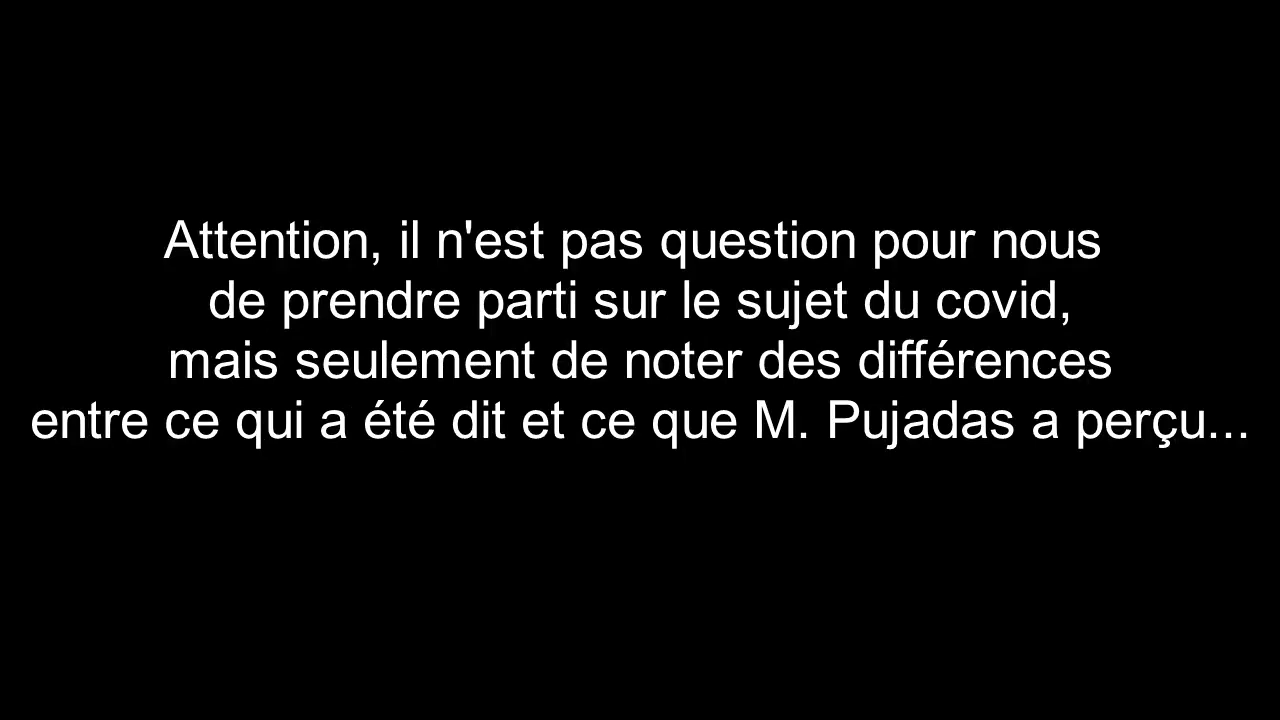 Attention, il n'est pas question pour nous
de prendre parti sur le sujet du covid,
mais seulement de noter des différences
entre ce qui a été dit et ce que M. Pujadas a perçu...